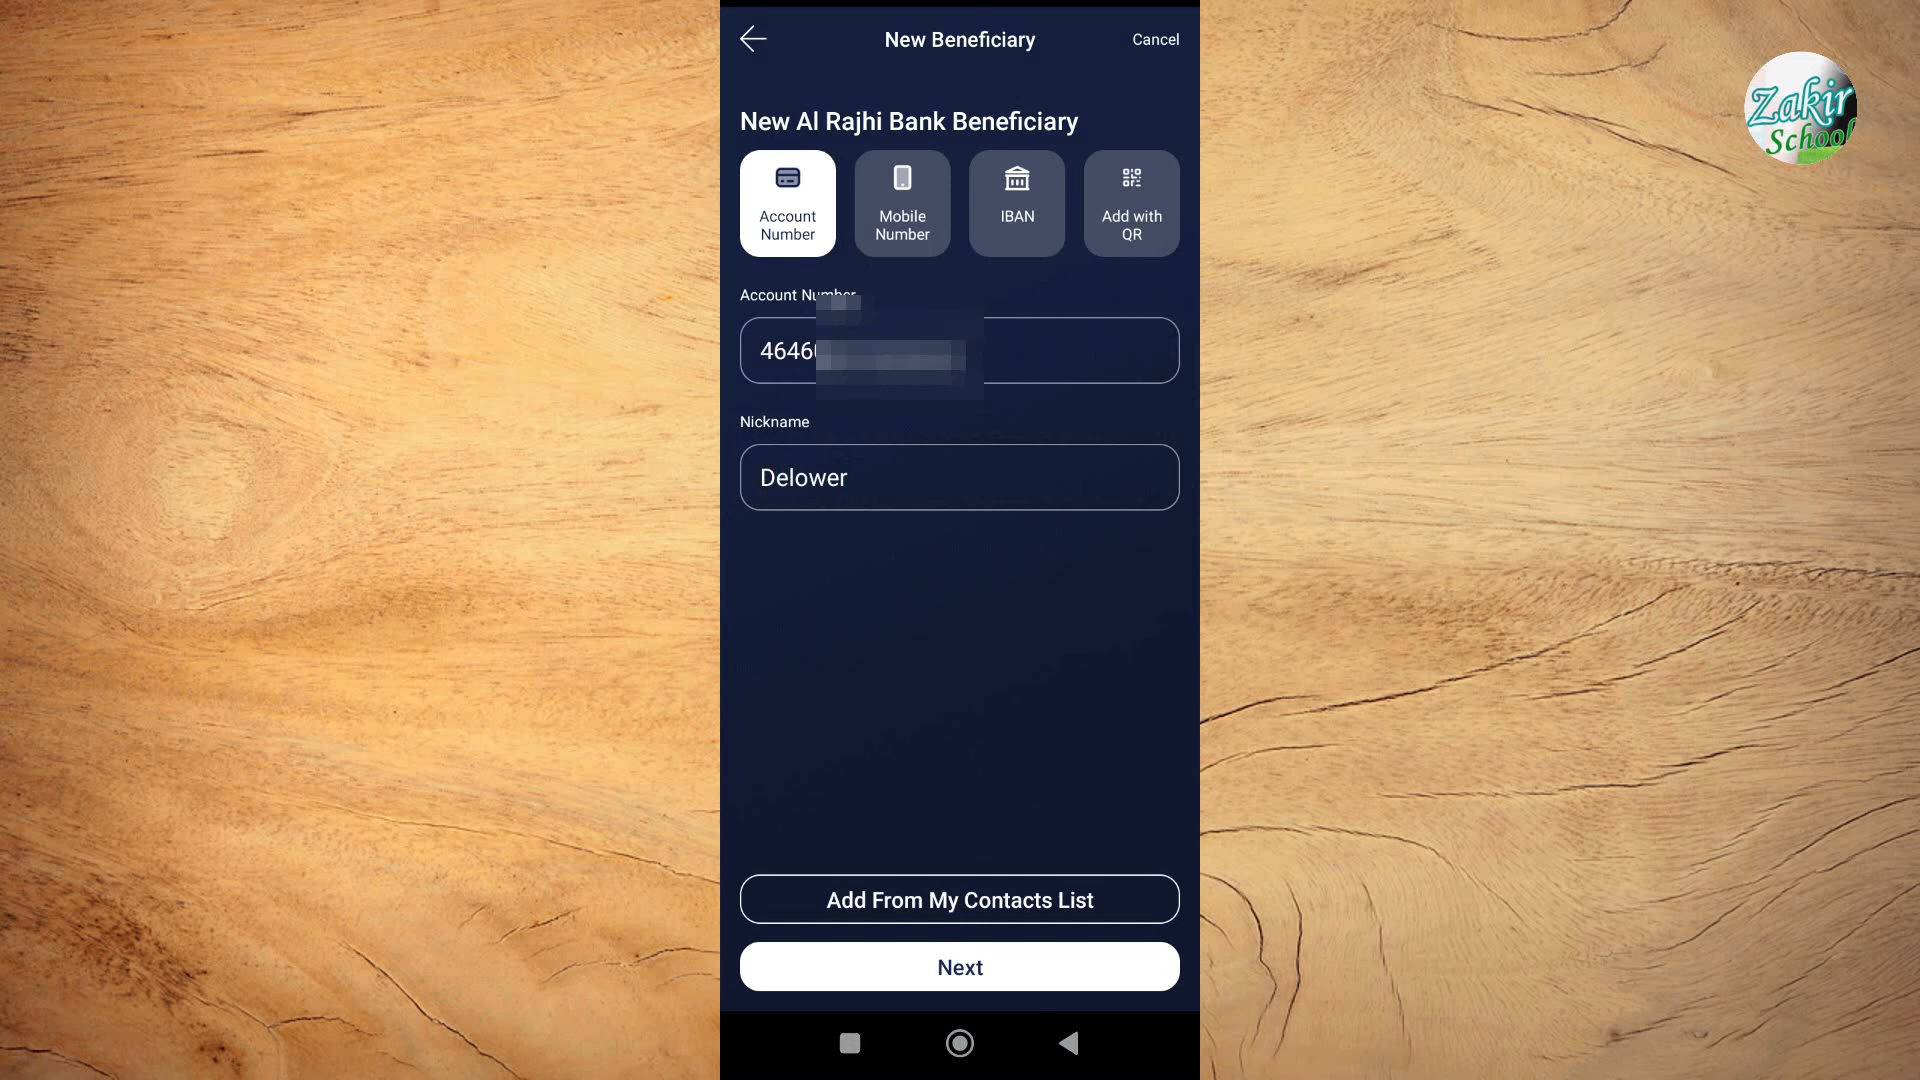 New Beneficiary
Cancel
Zakir
School
New Al Rajhi Bank Beneficiary
Account
Number
Mobile
Number
IBAN
Add with
QR
Account Number
4646
Nickname
Delower
Add From My Contacts List
Next